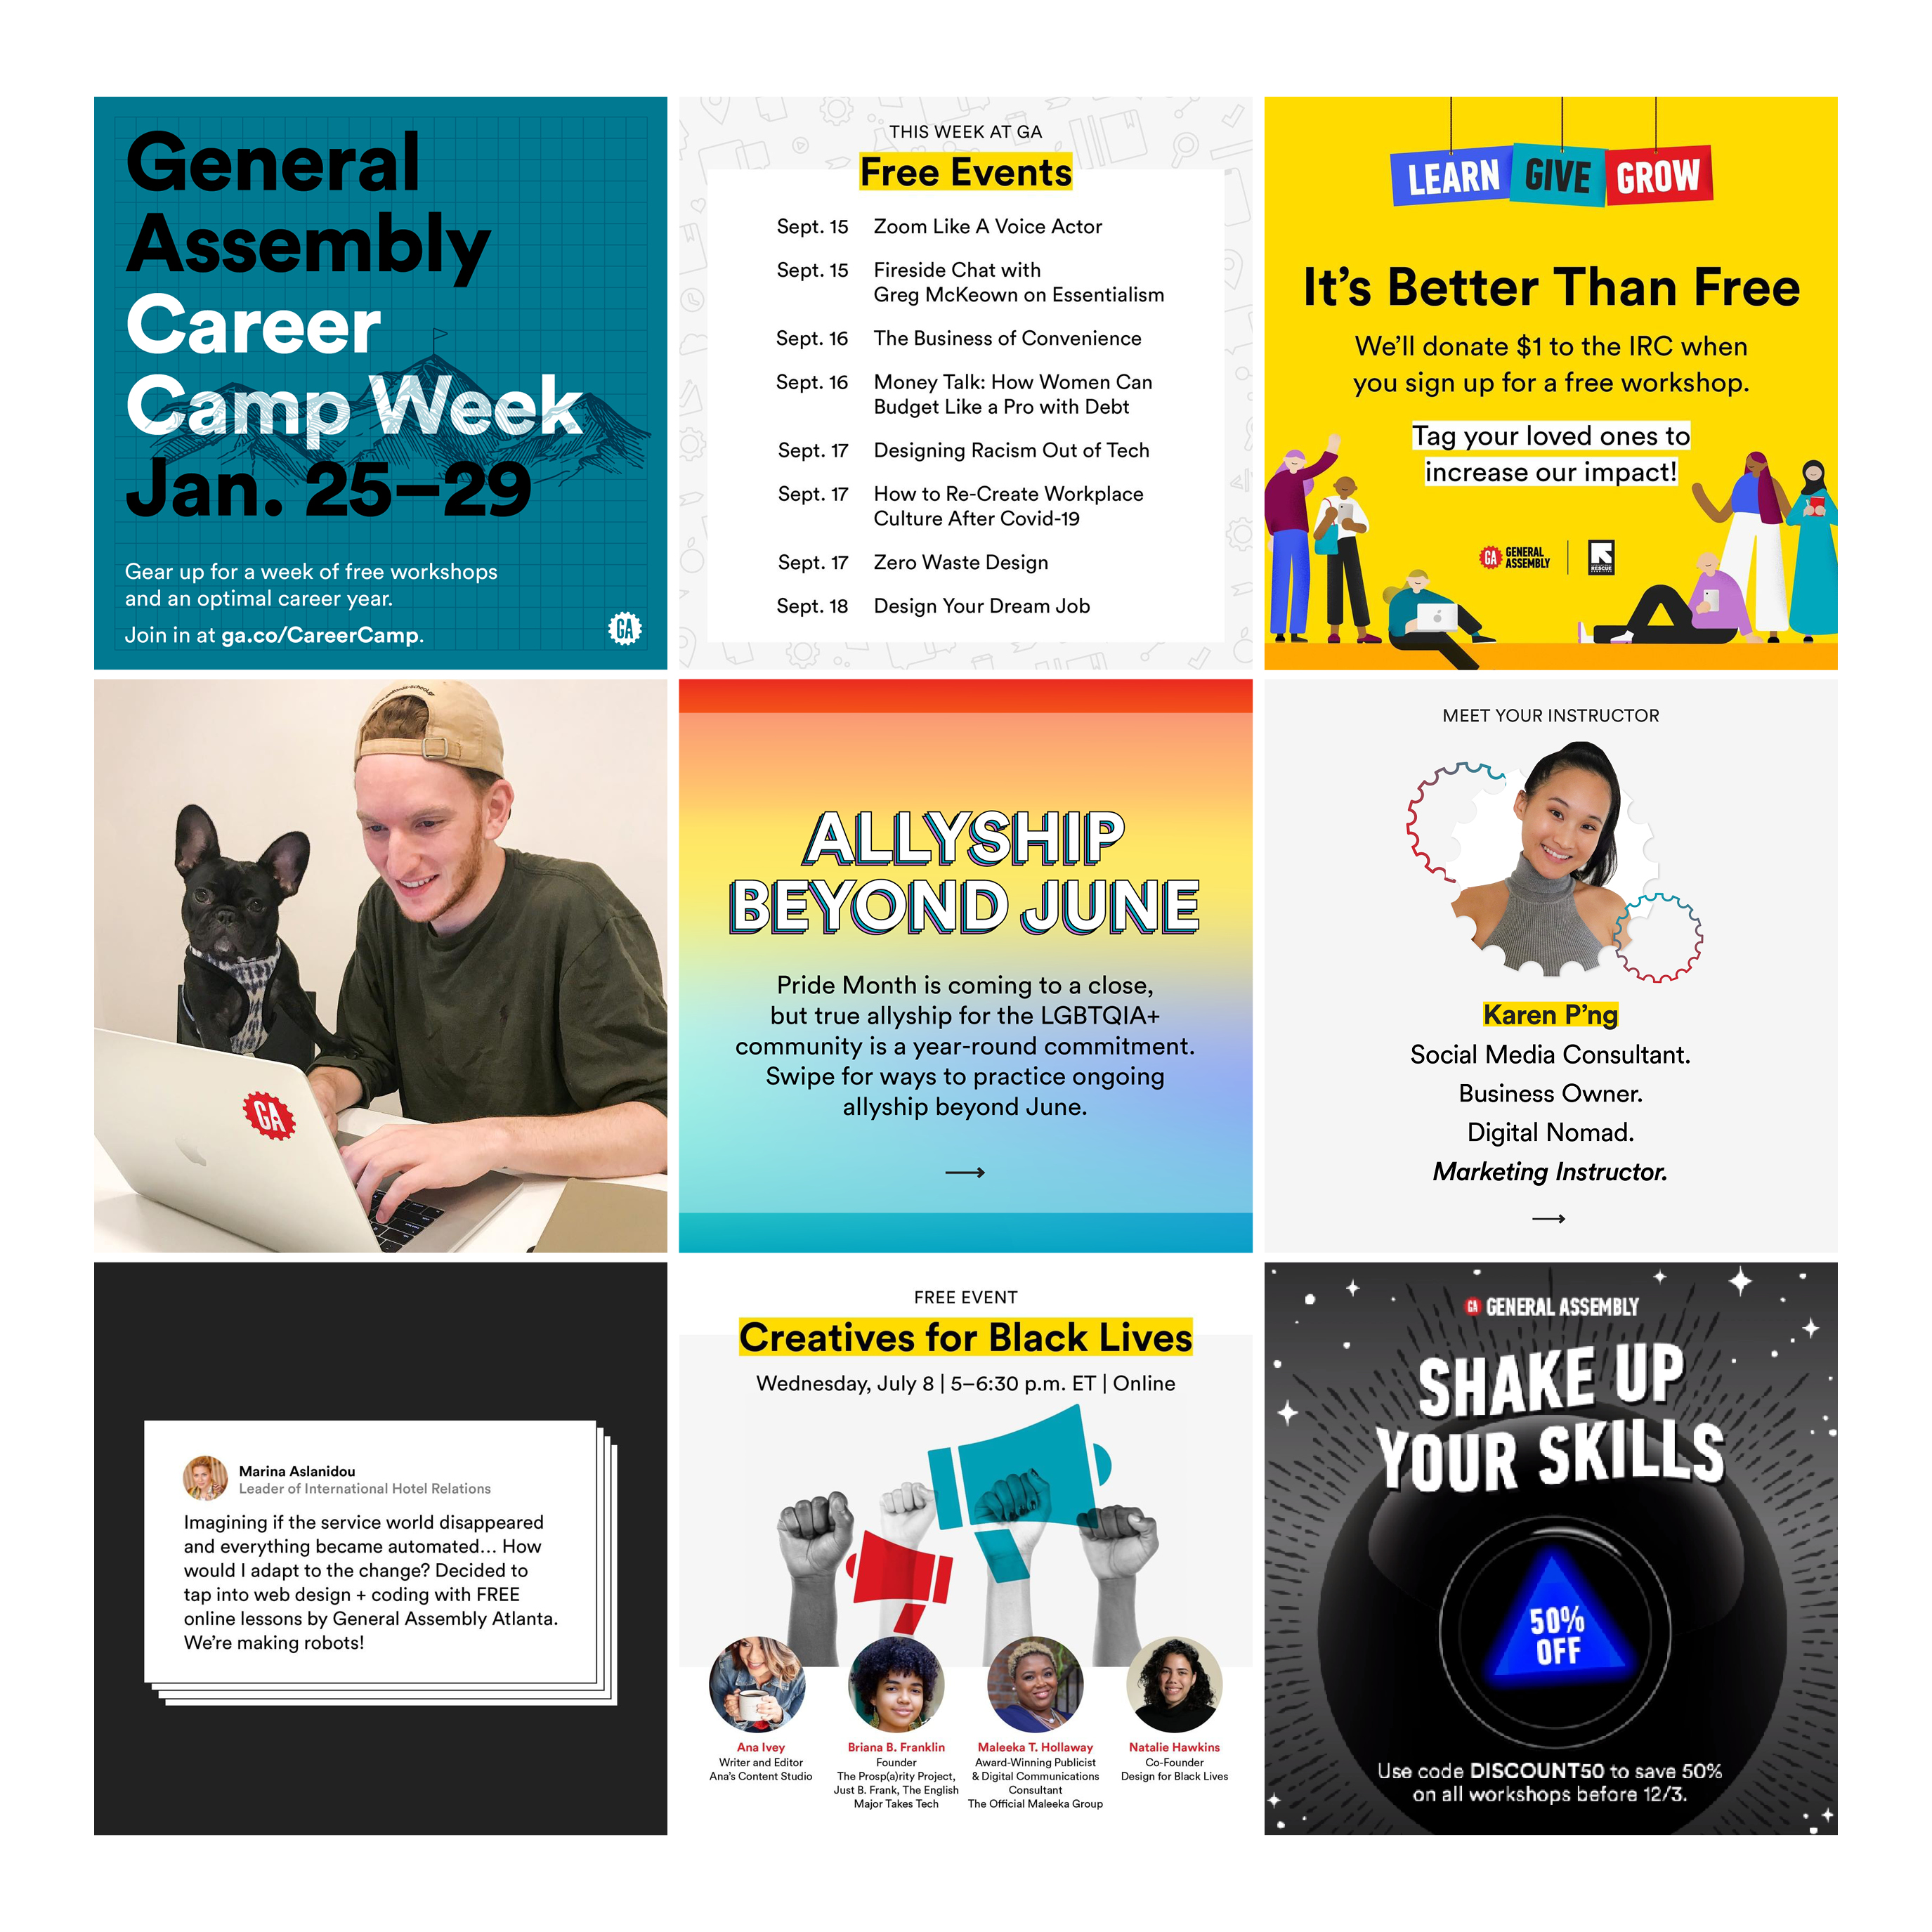 General
Assembly
Career
Camp Week
Jan. 25–29
Gear up for a week of free workshops
and an optimal career year.
Join in at ga.co/CareerCamp.
GA
THIS WEEK AT GA
Free Events
Sept. 15 Zoom Like A Voice Actor
Sept. 15 Fireside Chat with
Greg McKeown on Essentialism
Sept. 16 The Business of Convenience
Sept. 16 Money Talk: How Women Can
Budget Like a Pro with Debt
Sept. 17 Designing Racism Out of Tech
Sept. 17 How to Re-Create Workplace
Culture After Covid-19
Sept. 17 Zero Waste Design
Sept. 18 Design Your Dream Job
LEARN GIVE GROW
It's Better Than Free
We'll donate $1 to the IRC when
you sign up for a free workshop.
Tag your loved ones to
increase our impact!
GA GENERAL
ASSEMBLY
RESCUE
GA
ALLYSHIP
BEYOND JUNE
Pride Month is coming to a close,
but true allyship for the LGBTQIA+
community is a year-round commitment.
Swipe for ways to practice ongoing
allyship beyond June.
MEET YOUR INSTRUCTOR
Karen P'ng
Social Media Consultant.
Business Owner.
Digital Nomad.
Marketing Instructor.
Marina Aslanidou
Leader of International Hotel Relations
Imagining if the service world disappeared
and everything became automated... How
would I adapt to the change? Decided to
tap into web design + coding with FREE
online lessons by General Assembly Atlanta.
We're making robots!
FREE EVENT
Creatives for Black Lives
Wednesday, July 8 | 5–6:30 p.m. ET | Online
Ana Ivey
Writer and Editor
Ana's Content Studio
Briana B. Franklin
Founder
The Prosp(a)rity Project,
Just B. Frank, The English
Major Takes Tech
Maleeka T. Hollaway
Award-Winning Publicist
& Digital Communications
Consultant
The Official Maleeka Group
Natalie Hawkins
Co-Founder
Design for Black Lives
GA GENERAL ASSEMBLY
SHAKE UP
YOUR SKILLS
50%
OFF
Use code DISCOUNT50 to save 50%
on all workshops before 12/3.